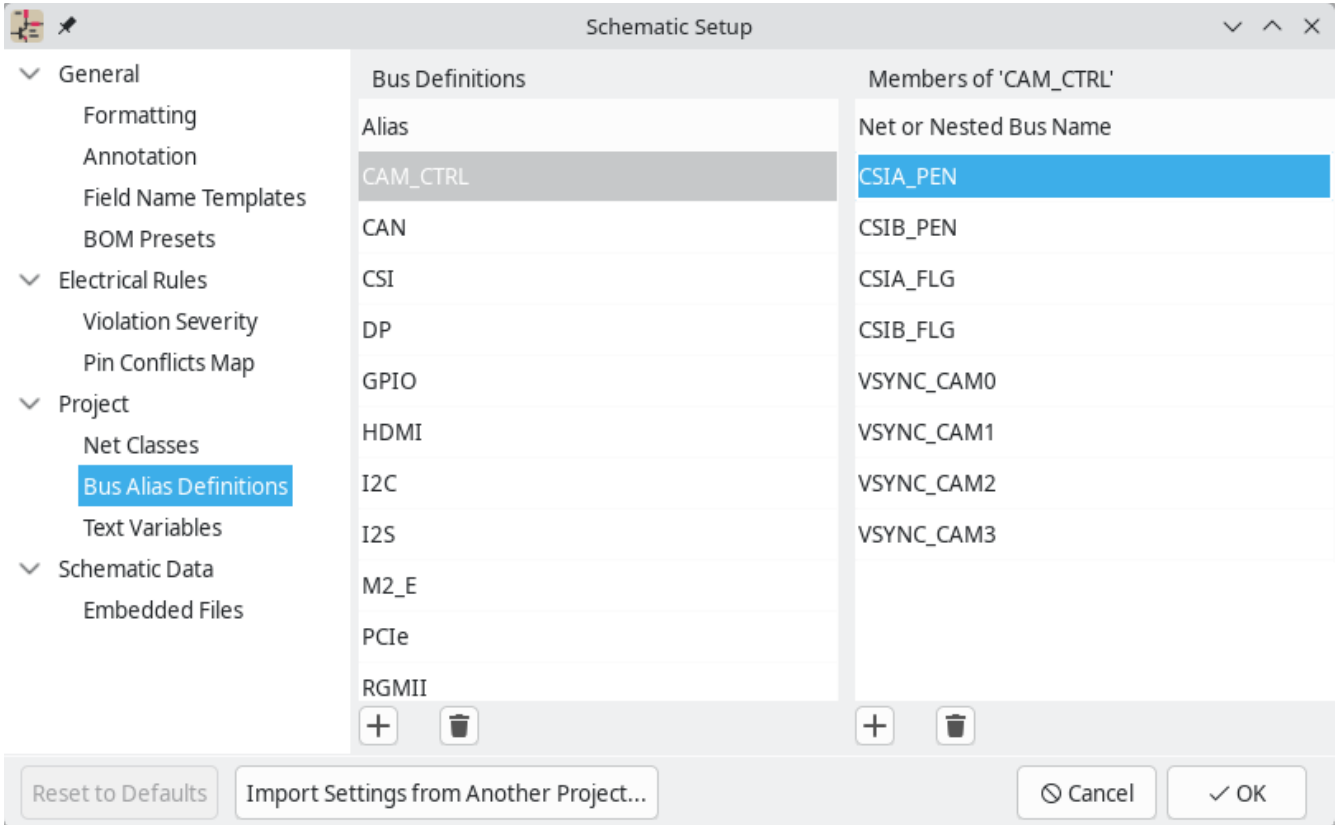 Schematic Setup
General
Formatting
Annotation
Field Name Templates
BOM Presets
Electrical Rules
Violation Severity
Pin Conflicts Map
Project
Net Classes
Bus Alias Definitions
Text Variables
Schematic Data
Embedded Files
Bus Definitions
Alias
CAM_CTRL
CAN
CSI
DP
GPIO
HDMI
I2C
I2S
M2_E
PCIe
RGMII
Members of 'CAM_CTRL'
Net or Nested Bus Name
CSIA_PEN
CSIB_PEN
CSIA_FLG
CSIB_FLG
VSYNC_CAM0
VSYNC_CAM1
VSYNC_CAM2
VSYNC_CAM3
Reset to Defaults
Import Settings from Another Project...
Cancel
OK